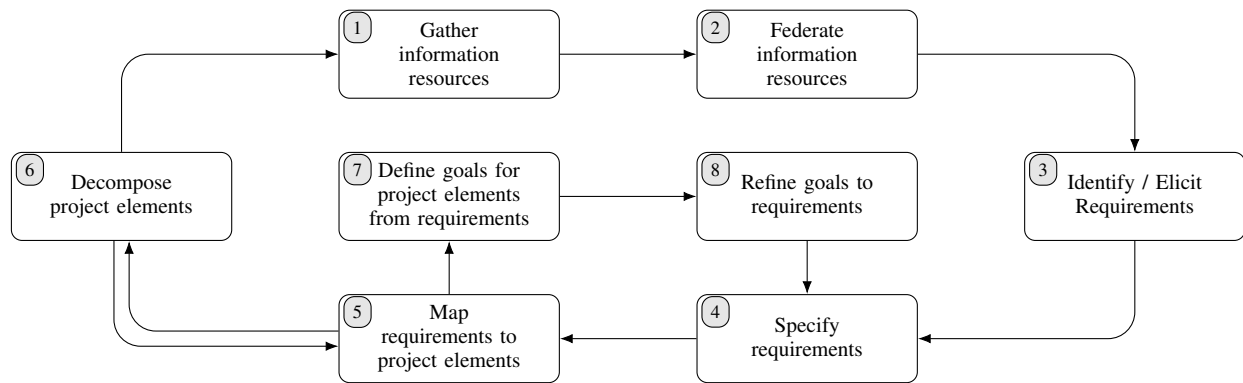 1
Gather
information
resources
2
Federate
information
resources
6
Decompose
project elements
7
Define goals for
project elements
from requirements
8
Refine goals to
requirements
3
Identify / Elicit
Requirements
5
Map
requirements to
project elements
4
Specify
requirements